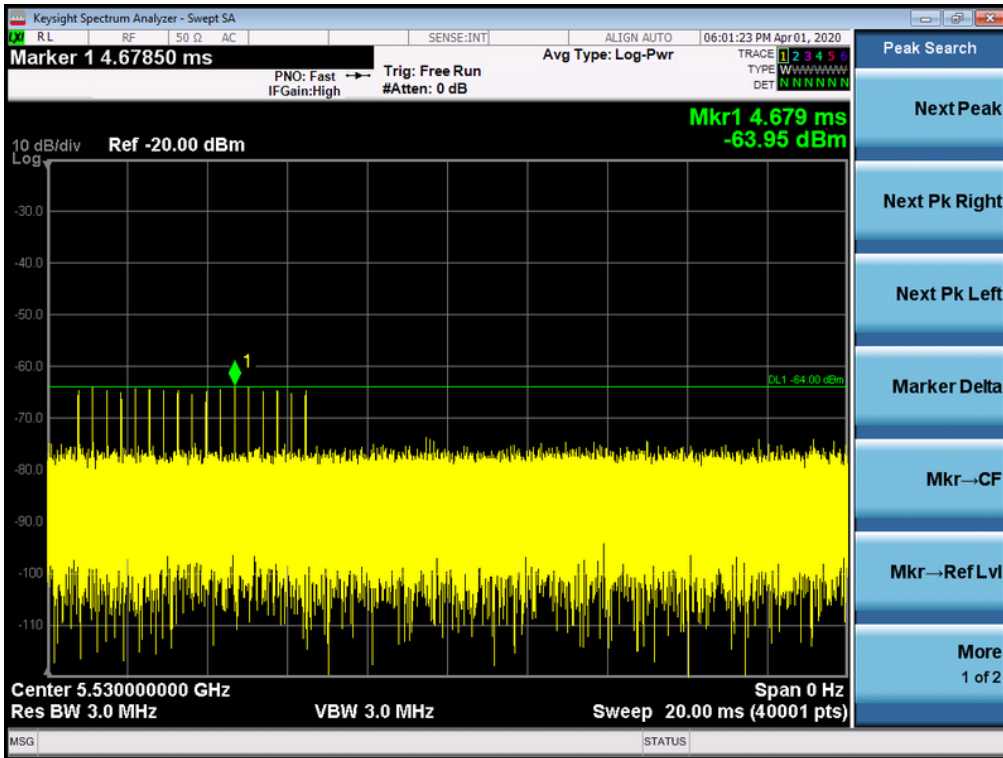 Keysight Spectrum Analyzer - Swept SA
LXI RL RF 50 Ω AC SENSE:INT ALIGN AUTO 06:01:23 PM Apr 01, 2020
Marker 1 4.67850 ms
PNO: Fast
IFGain:High
Trig: Free Run
#Atten: 0 dB
Avg Type: Log-Pwr
TRACE 1 2 3 4 5 6
TYPE WWWWWW
DET N N N N N N
Mkr1 4.679 ms
-63.95 dBm
10 dB/div Ref -20.00 dBm
Log
-30.0
-40.0
-50.0
-60.0
1
DL1 -64.00 dBm
-70.0
-80.0
-90.0
-100
-110
Center 5.530000000 GHz Span 0 Hz
Res BW 3.0 MHz VBW 3.0 MHz Sweep 20.00 ms (40001 pts)
MSG STATUS
Peak Search
Next Peak
Next Pk Right
Next Pk Left
Marker Delta
Mkr→CF
Mkr→Ref Lvl
More
1 of 2